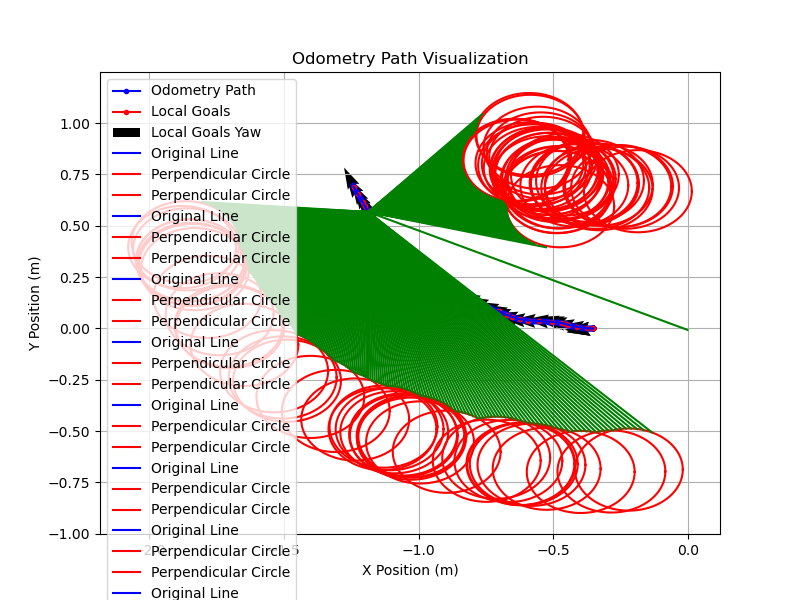 Odometry Path Visualization
Y Position (m)
1.00
0.75
0.50
0.25
0.00
−0.25
−0.50
−0.75
−1.00
Odometry Path
Local Goals
Local Goals Yaw
Original Line
Perpendicular Circle
Perpendicular Circle
Original Line
Perpendicular Circle
Perpendicular Circle
Original Line
Perpendicular Circle
Perpendicular Circle
Original Line
Perpendicular Circle
Perpendicular Circle
Original Line
Perpendicular Circle
Perpendicular Circle
Original Line
Perpendicular Circle
Perpendicular Circle
Original Line
Perpendicular Circle
Perpendicular Circle
Original Line
−1.0
−0.5
0.0
X Position (m)